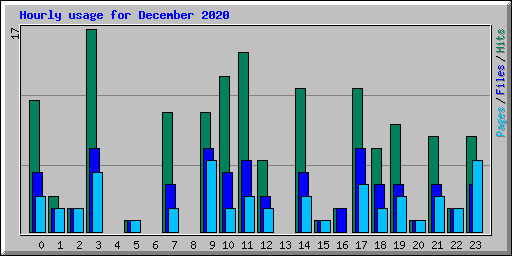 Hourly usage for December 2020
17
Pages/Files/Hits
0 1 2 3 4 5 6 7 8 9 10 11 12 13 14 15 16 17 18 19 20 21 22 23